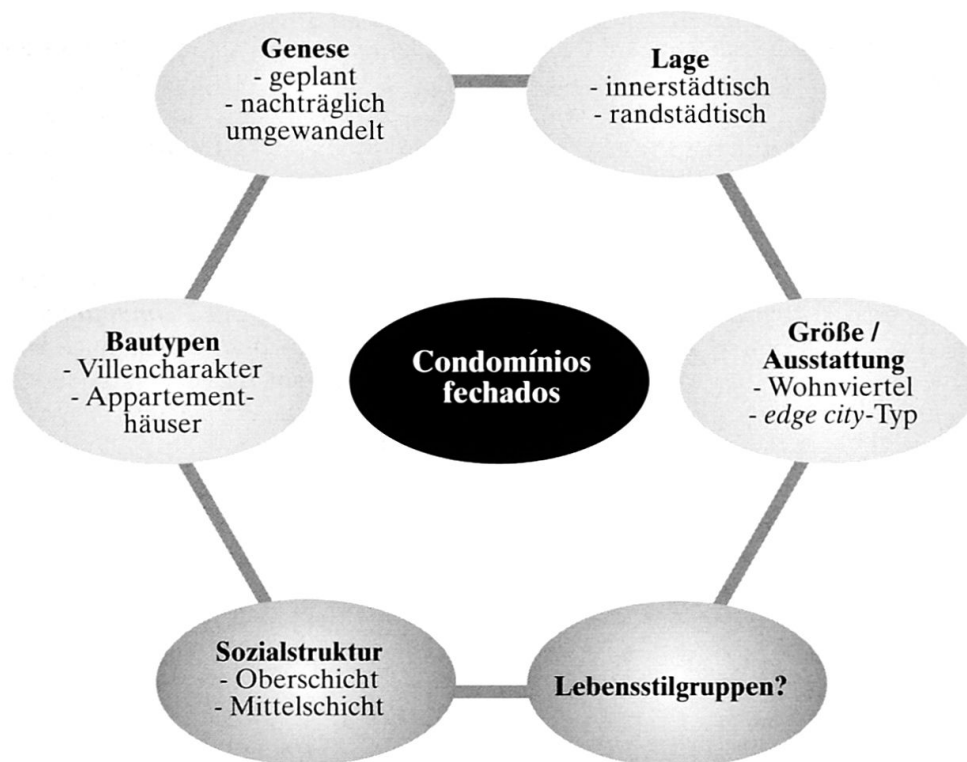 Genese
- geplant
- nachträglich
umgewandelt
Lage
- innerstädtisch
- randstädtisch
Bautypen
- Villencharakter
- Appartement-
häuser
Condomínios
fechados
Größe /
Ausstattung
- Wohnviertel
- edge city-Typ
Sozialstruktur
- Oberschicht
- Mittelschicht
Lebensstilgruppen?